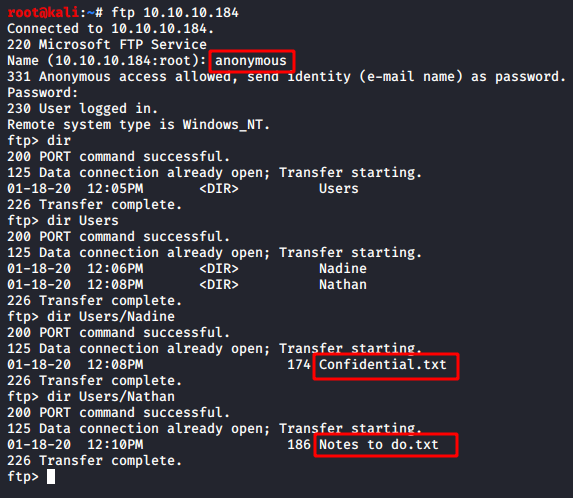 root@kali:~# ftp 10.10.10.184
Connected to 10.10.10.184.
220 Microsoft FTP Service
Name (10.10.10.184:root): anonymous
331 Anonymous access allowed, send identity (e-mail name) as password.
Password:
230 User logged in.
Remote system type is Windows_NT.
ftp> dir
200 PORT command successful.
125 Data connection already open; Transfer starting.
01-18-20  12:05PM       <DIR>          Users
226 Transfer complete.
ftp> dir Users
200 PORT command successful.
125 Data connection already open; Transfer starting.
01-18-20  12:06PM       <DIR>          Nadine
01-18-20  12:08PM       <DIR>          Nathan
226 Transfer complete.
ftp> dir Users/Nadine
200 PORT command successful.
125 Data connection already open; Transfer starting.
01-18-20  12:08PM                  174 Confidential.txt
226 Transfer complete.
ftp> dir Users/Nathan
200 PORT command successful.
125 Data connection already open; Transfer starting.
01-18-20  12:10PM                  186 Notes to do.txt
226 Transfer complete.
ftp>